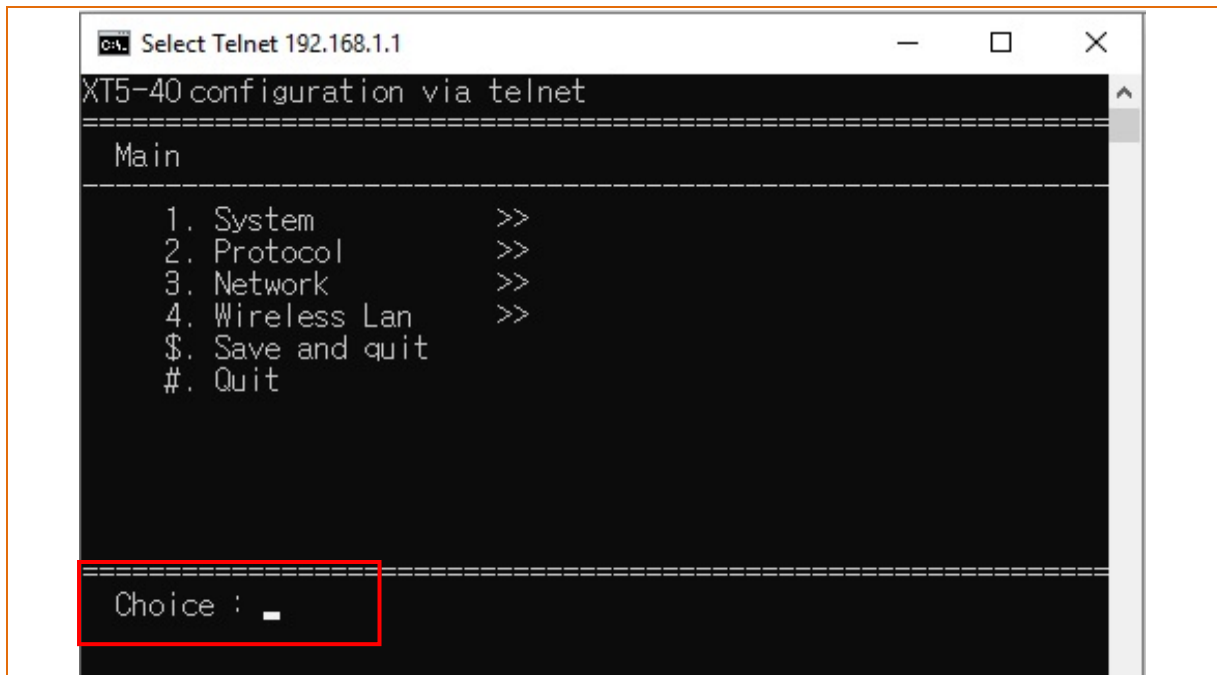 Select Telnet 192.168.1.1
XT5-40 configuration via telnet
==============================================================
Main
--------------------------------------------------------------
1. System >>
2. Protocol >>
3. Network >>
4. Wireless Lan >>
$. Save and quit
#. Quit
==============================================================
Choice :